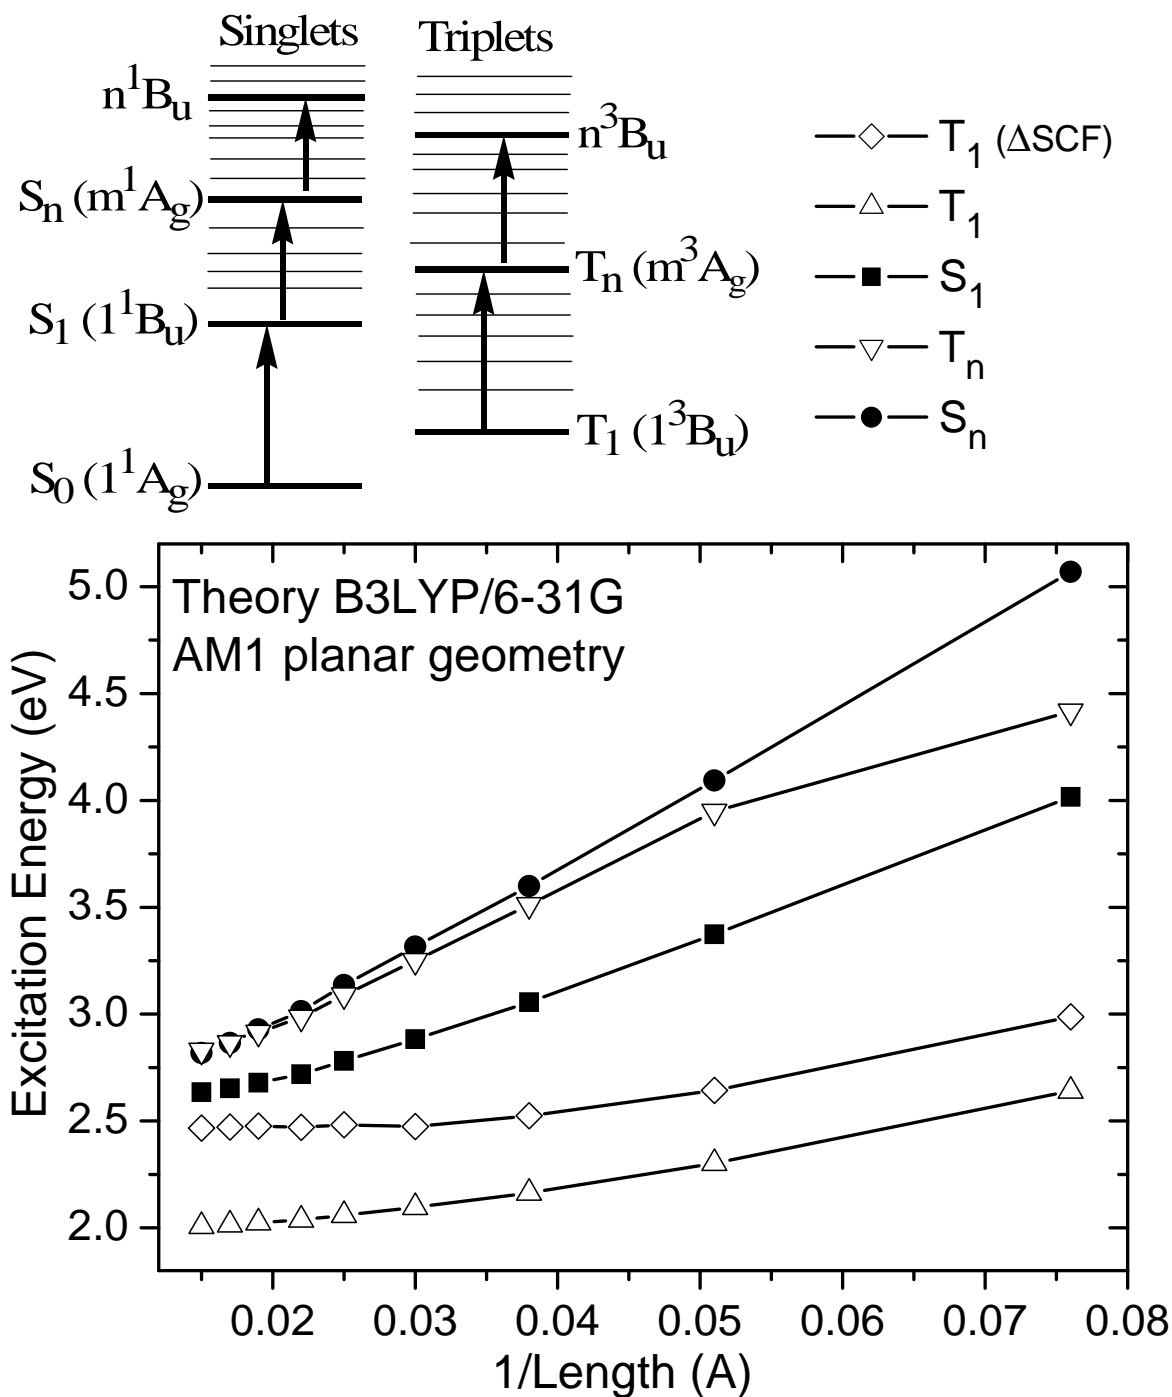 Singlets
Triplets
n¹Bᵤ
Sₙ (m¹A_g)
S₁ (1¹Bᵤ)
S₀ (1¹A_g)
n³Bᵤ
Tₙ (m³A_g)
T₁ (1³Bᵤ)
T₁ (ΔSCF)
T₁
S₁
Tₙ
Sₙ
Theory B3LYP/6-31G
AM1 planar geometry
Excitation Energy (eV)
5.0
4.5
4.0
3.5
3.0
2.5
2.0
0.02 0.03 0.04 0.05 0.06 0.07 0.08
1/Length (A)